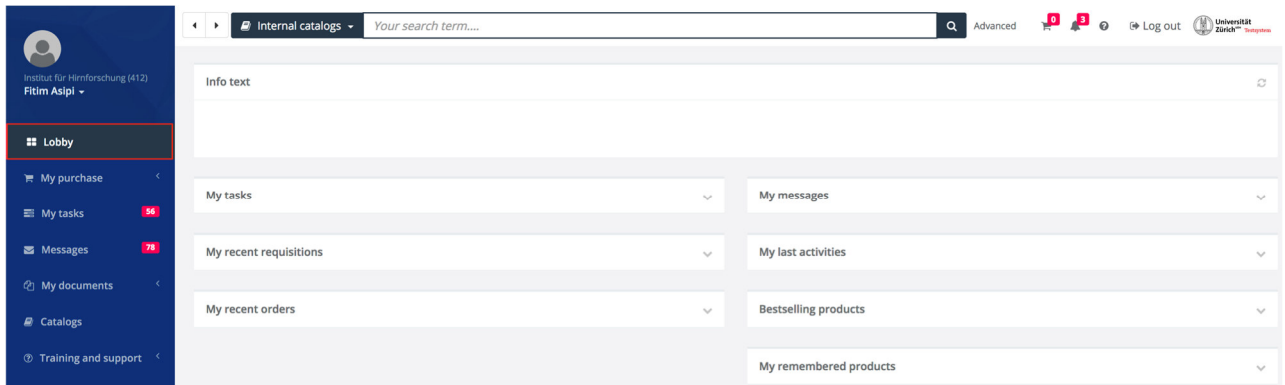 Institut für Hirnforschung (412)
Fitim Asipi
Lobby
My purchase
My tasks 56
Messages 78
My documents
Catalogs
Training and support
Internal catalogs Your search term.... Advanced 0 3 Log out
Universität
Zürich UZH Testsystem
Info text
My tasks
My messages
My recent requisitions
My last activities
My recent orders
Bestselling products
My remembered products